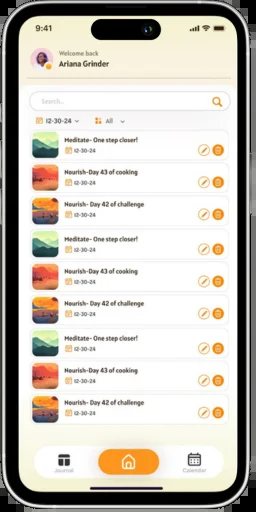 9:41
Welcome back
Ariana Grinder
Search..
12-30-24
All
Meditate- One step closer!
12-30-24
Nourish-Day 43 of cooking
12-30-24
Nourish- Day 42 of challenge
12-30-24
Meditate- One step closer!
12-30-24
Nourish-Day 43 of cooking
12-30-24
Nourish- Day 42 of challenge
12-30-24
Meditate- One step closer!
12-30-24
Nourish-Day 43 of cooking
12-30-24
Nourish- Day 42 of challenge
12-30-24
Journal
Calendar